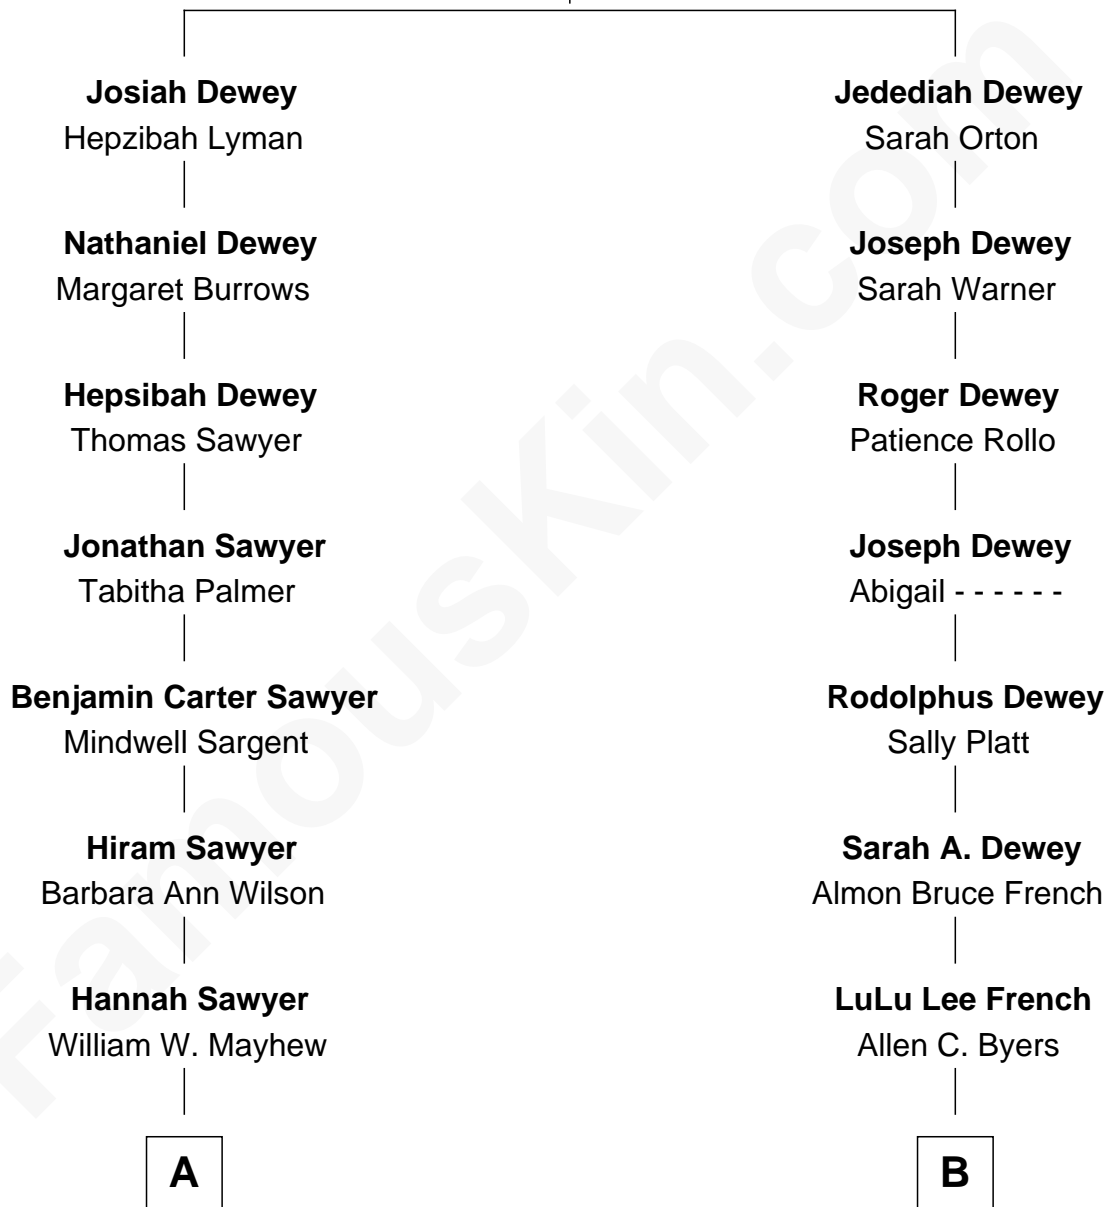 Josiah Dewey
Hepzibah Lyman
Nathaniel Dewey
Margaret Burrows
Hepsibah Dewey
Thomas Sawyer
Jonathan Sawyer
Tabitha Palmer
Benjamin Carter Sawyer
Mindwell Sargent
Hiram Sawyer
Barbara Ann Wilson
Hannah Sawyer
William W. Mayhew
A
Jedediah Dewey
Sarah Orton
Joseph Dewey
Sarah Warner
Roger Dewey
Patience Rollo
Joseph Dewey
Abigail - - - - - -
Rodolphus Dewey
Sally Platt
Sarah A. Dewey
Almon Bruce French
LuLu Lee French
Allen C. Byers
B
FamousKin.com